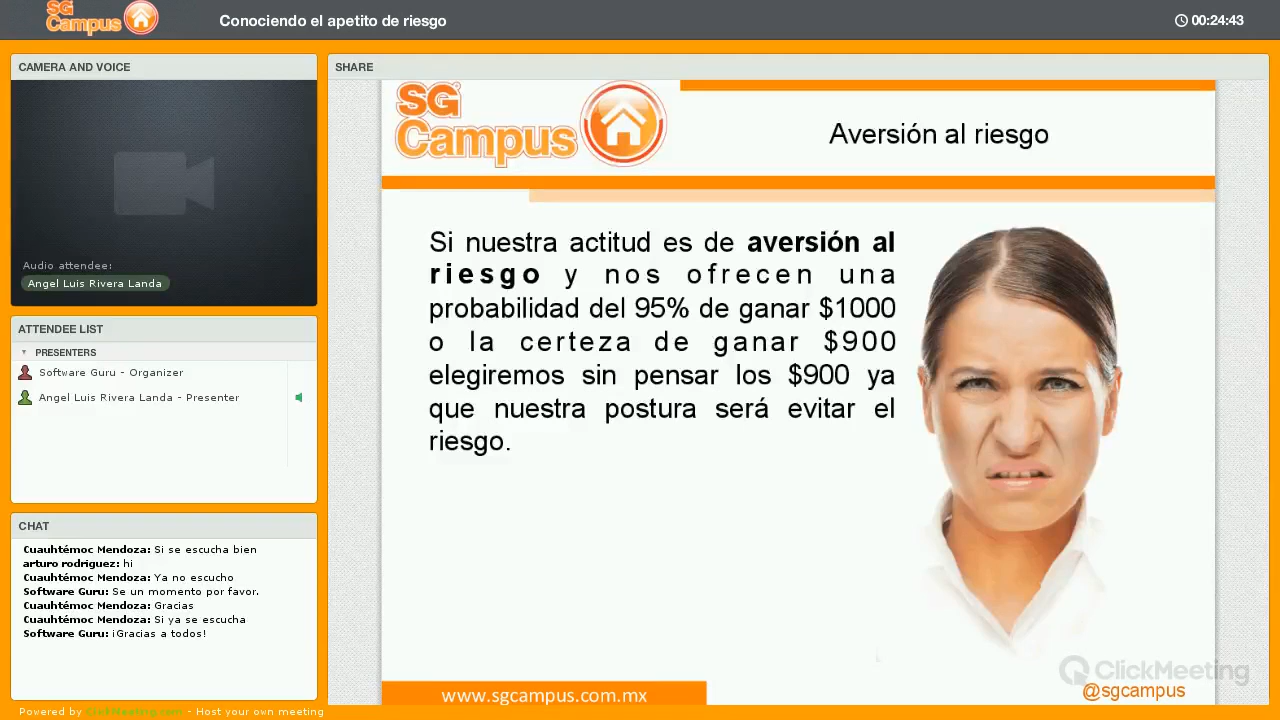 SG Campus
Conociendo el apetito de riesgo
00:24:43
CAMERA AND VOICE
Audio attendee:
Angel Luis Rivera Landa
ATTENDEE LIST
PRESENTERS
Software Guru - Organizer
Angel Luis Rivera Landa - Presenter
CHAT
Cuauhtémoc Mendoza: Si se escucha bien
arturo rodriguez: hi
Cuauhtémoc Mendoza: Ya no escucho
Software Guru: Se un momento por favor.
Cuauhtémoc Mendoza: Gracias
Cuauhtémoc Mendoza: Si ya se escucha
Software Guru: ¡Gracias a todos!
Powered by ClickMeeting.com - Host your own meeting
SHARE
SG
Campus
Aversión al riesgo
Si nuestra actitud es de aversión al
riesgo y nos ofrecen una
probabilidad del 95% de ganar $1000
o la certeza de ganar $900
elegiremos sin pensar los $900 ya
que nuestra postura será evitar el
riesgo.
ClickMeeting
www.sgcampus.com.mx
@sgcampus